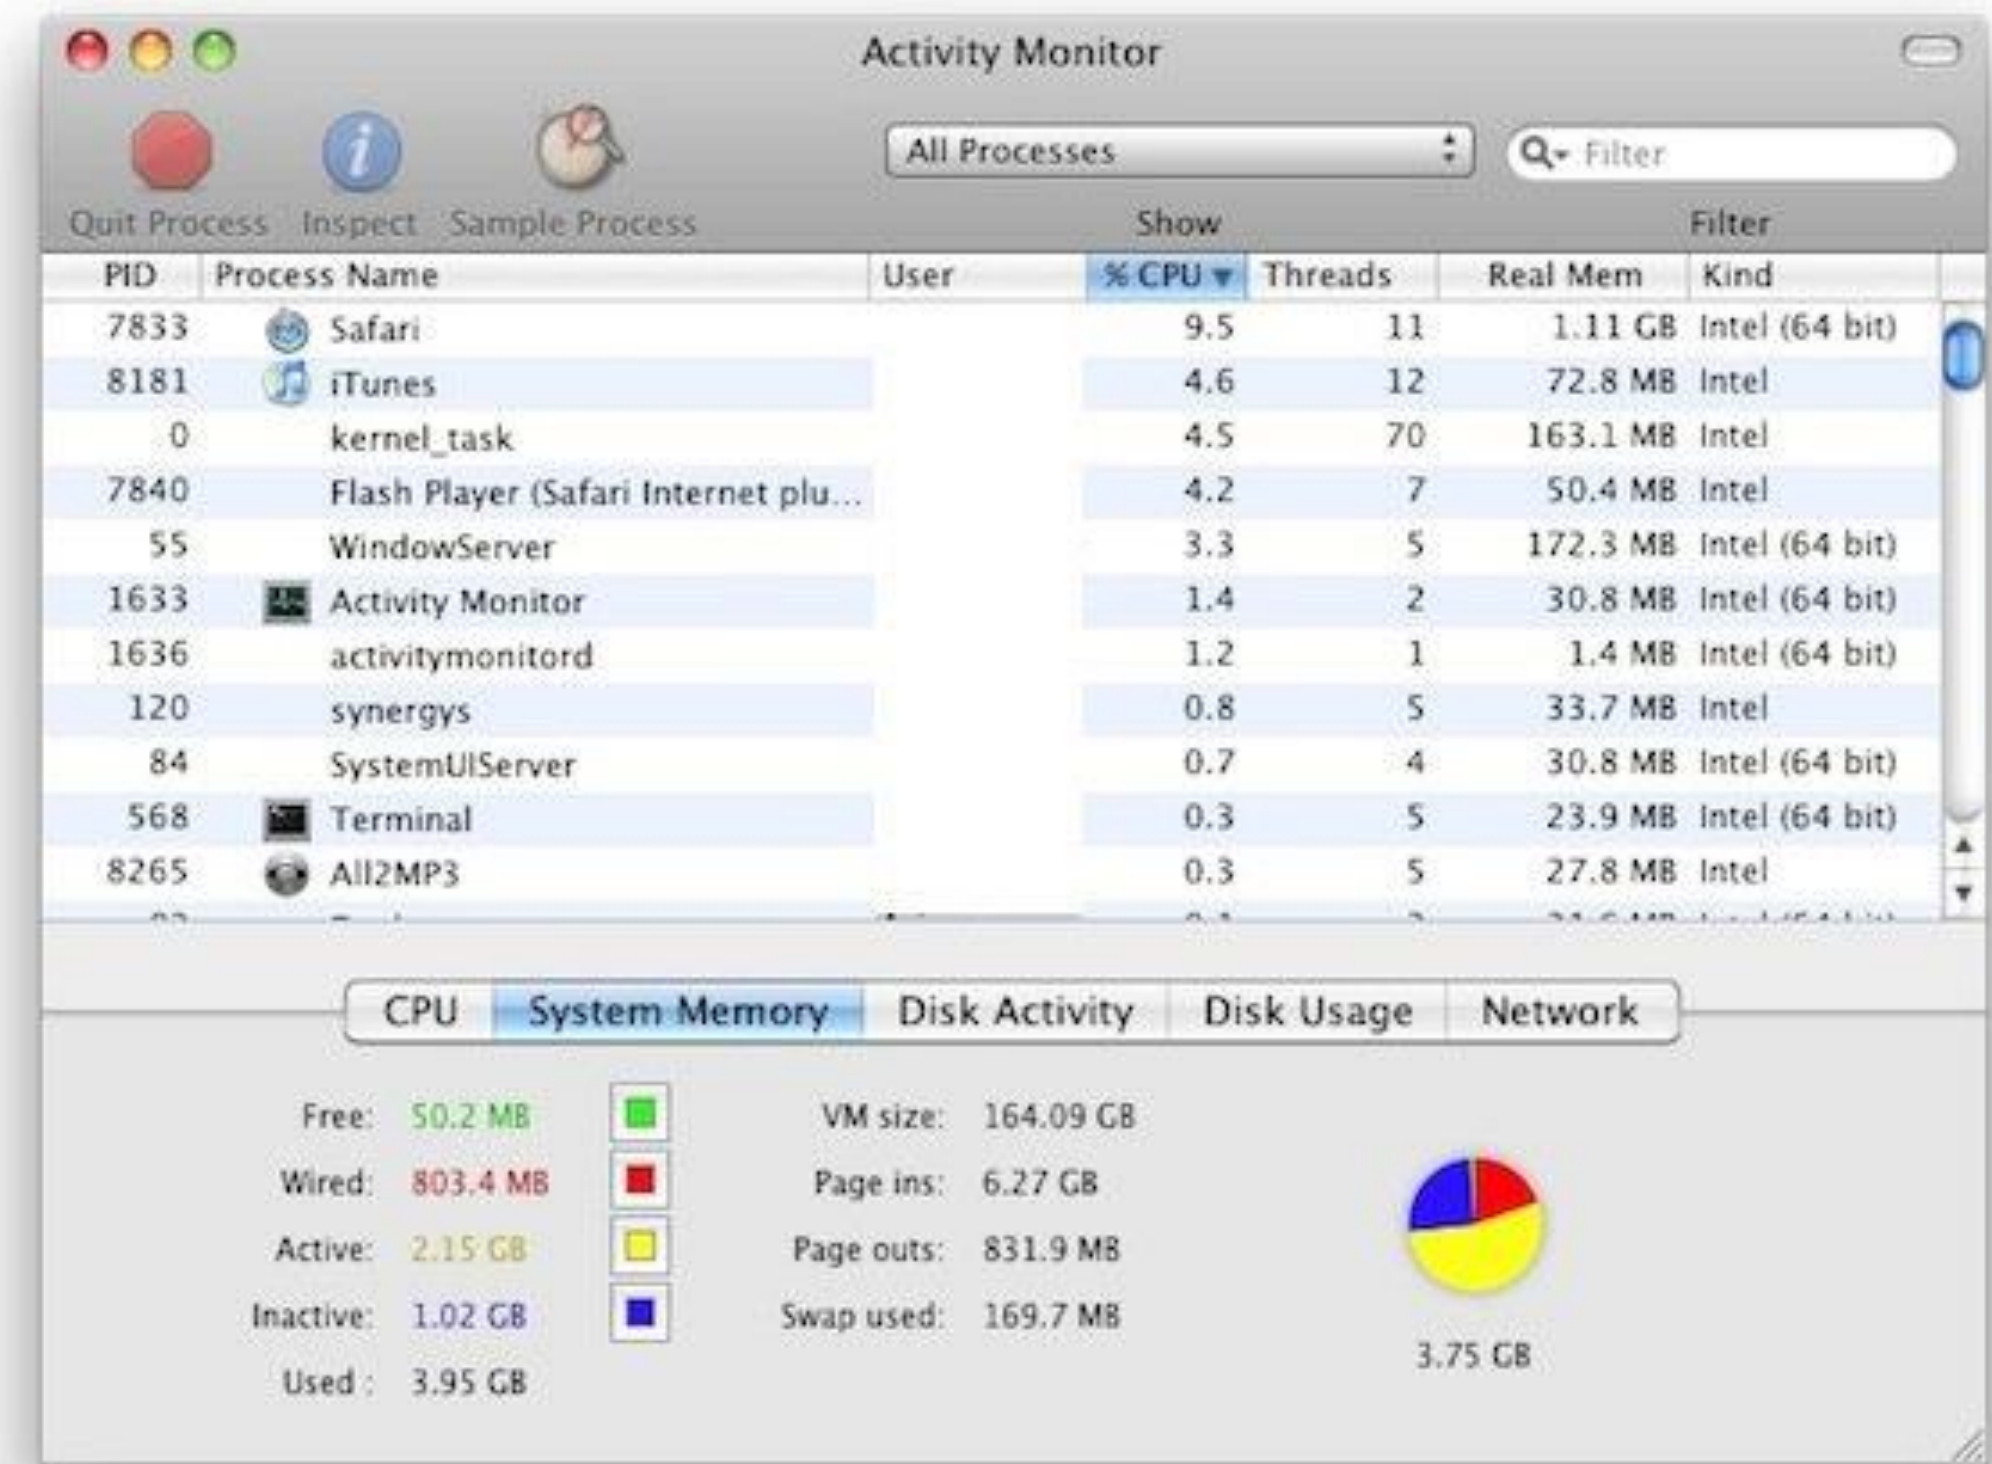 Activity Monitor
All Processes
Filter
Quit Process Inspect Sample Process Show Filter
PID Process Name User % CPU Threads Real Mem Kind
7833 Safari 9.5 11 1.11 GB Intel (64 bit)
8181 iTunes 4.6 12 72.8 MB Intel
0 kernel_task 4.5 70 163.1 MB Intel
7840 Flash Player (Safari Internet plu... 4.2 7 50.4 MB Intel
55 WindowServer 3.3 5 172.3 MB Intel (64 bit)
1633 Activity Monitor 1.4 2 30.8 MB Intel (64 bit)
1636 activitymonitord 1.2 1 1.4 MB Intel (64 bit)
120 synergys 0.8 5 33.7 MB Intel
84 SystemUIServer 0.7 4 30.8 MB Intel (64 bit)
568 Terminal 0.3 5 23.9 MB Intel (64 bit)
8265 All2MP3 0.3 5 27.8 MB Intel
CPU System Memory Disk Activity Disk Usage Network
Free: 50.2 MB VM size: 164.09 GB
Wired: 803.4 MB Page ins: 6.27 GB
Active: 2.15 GB Page outs: 831.9 MB
Inactive: 1.02 GB Swap used: 169.7 MB
3.75 GB
Used : 3.95 GB